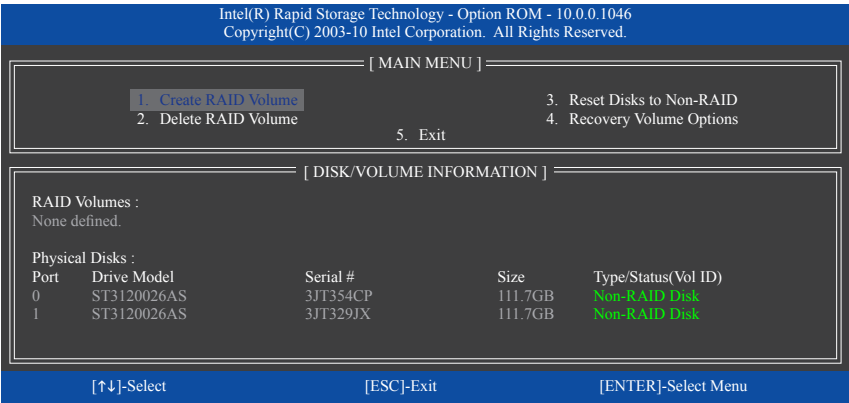 Intel(R) Rapid Storage Technology - Option ROM - 10.0.0.1046
Copyright(C) 2003-10 Intel Corporation. All Rights Reserved.
[ MAIN MENU ]
1. Create RAID Volume 3. Reset Disks to Non-RAID
2. Delete RAID Volume 4. Recovery Volume Options
5. Exit
[ DISK/VOLUME INFORMATION ]
RAID Volumes :
None defined.
Physical Disks :
Port Drive Model Serial # Size Type/Status(Vol ID)
0 ST3120026AS 3JT354CP 111.7GB Non-RAID Disk
1 ST3120026AS 3JT329JX 111.7GB Non-RAID Disk
[↑↓]-Select [ESC]-Exit [ENTER]-Select Menu